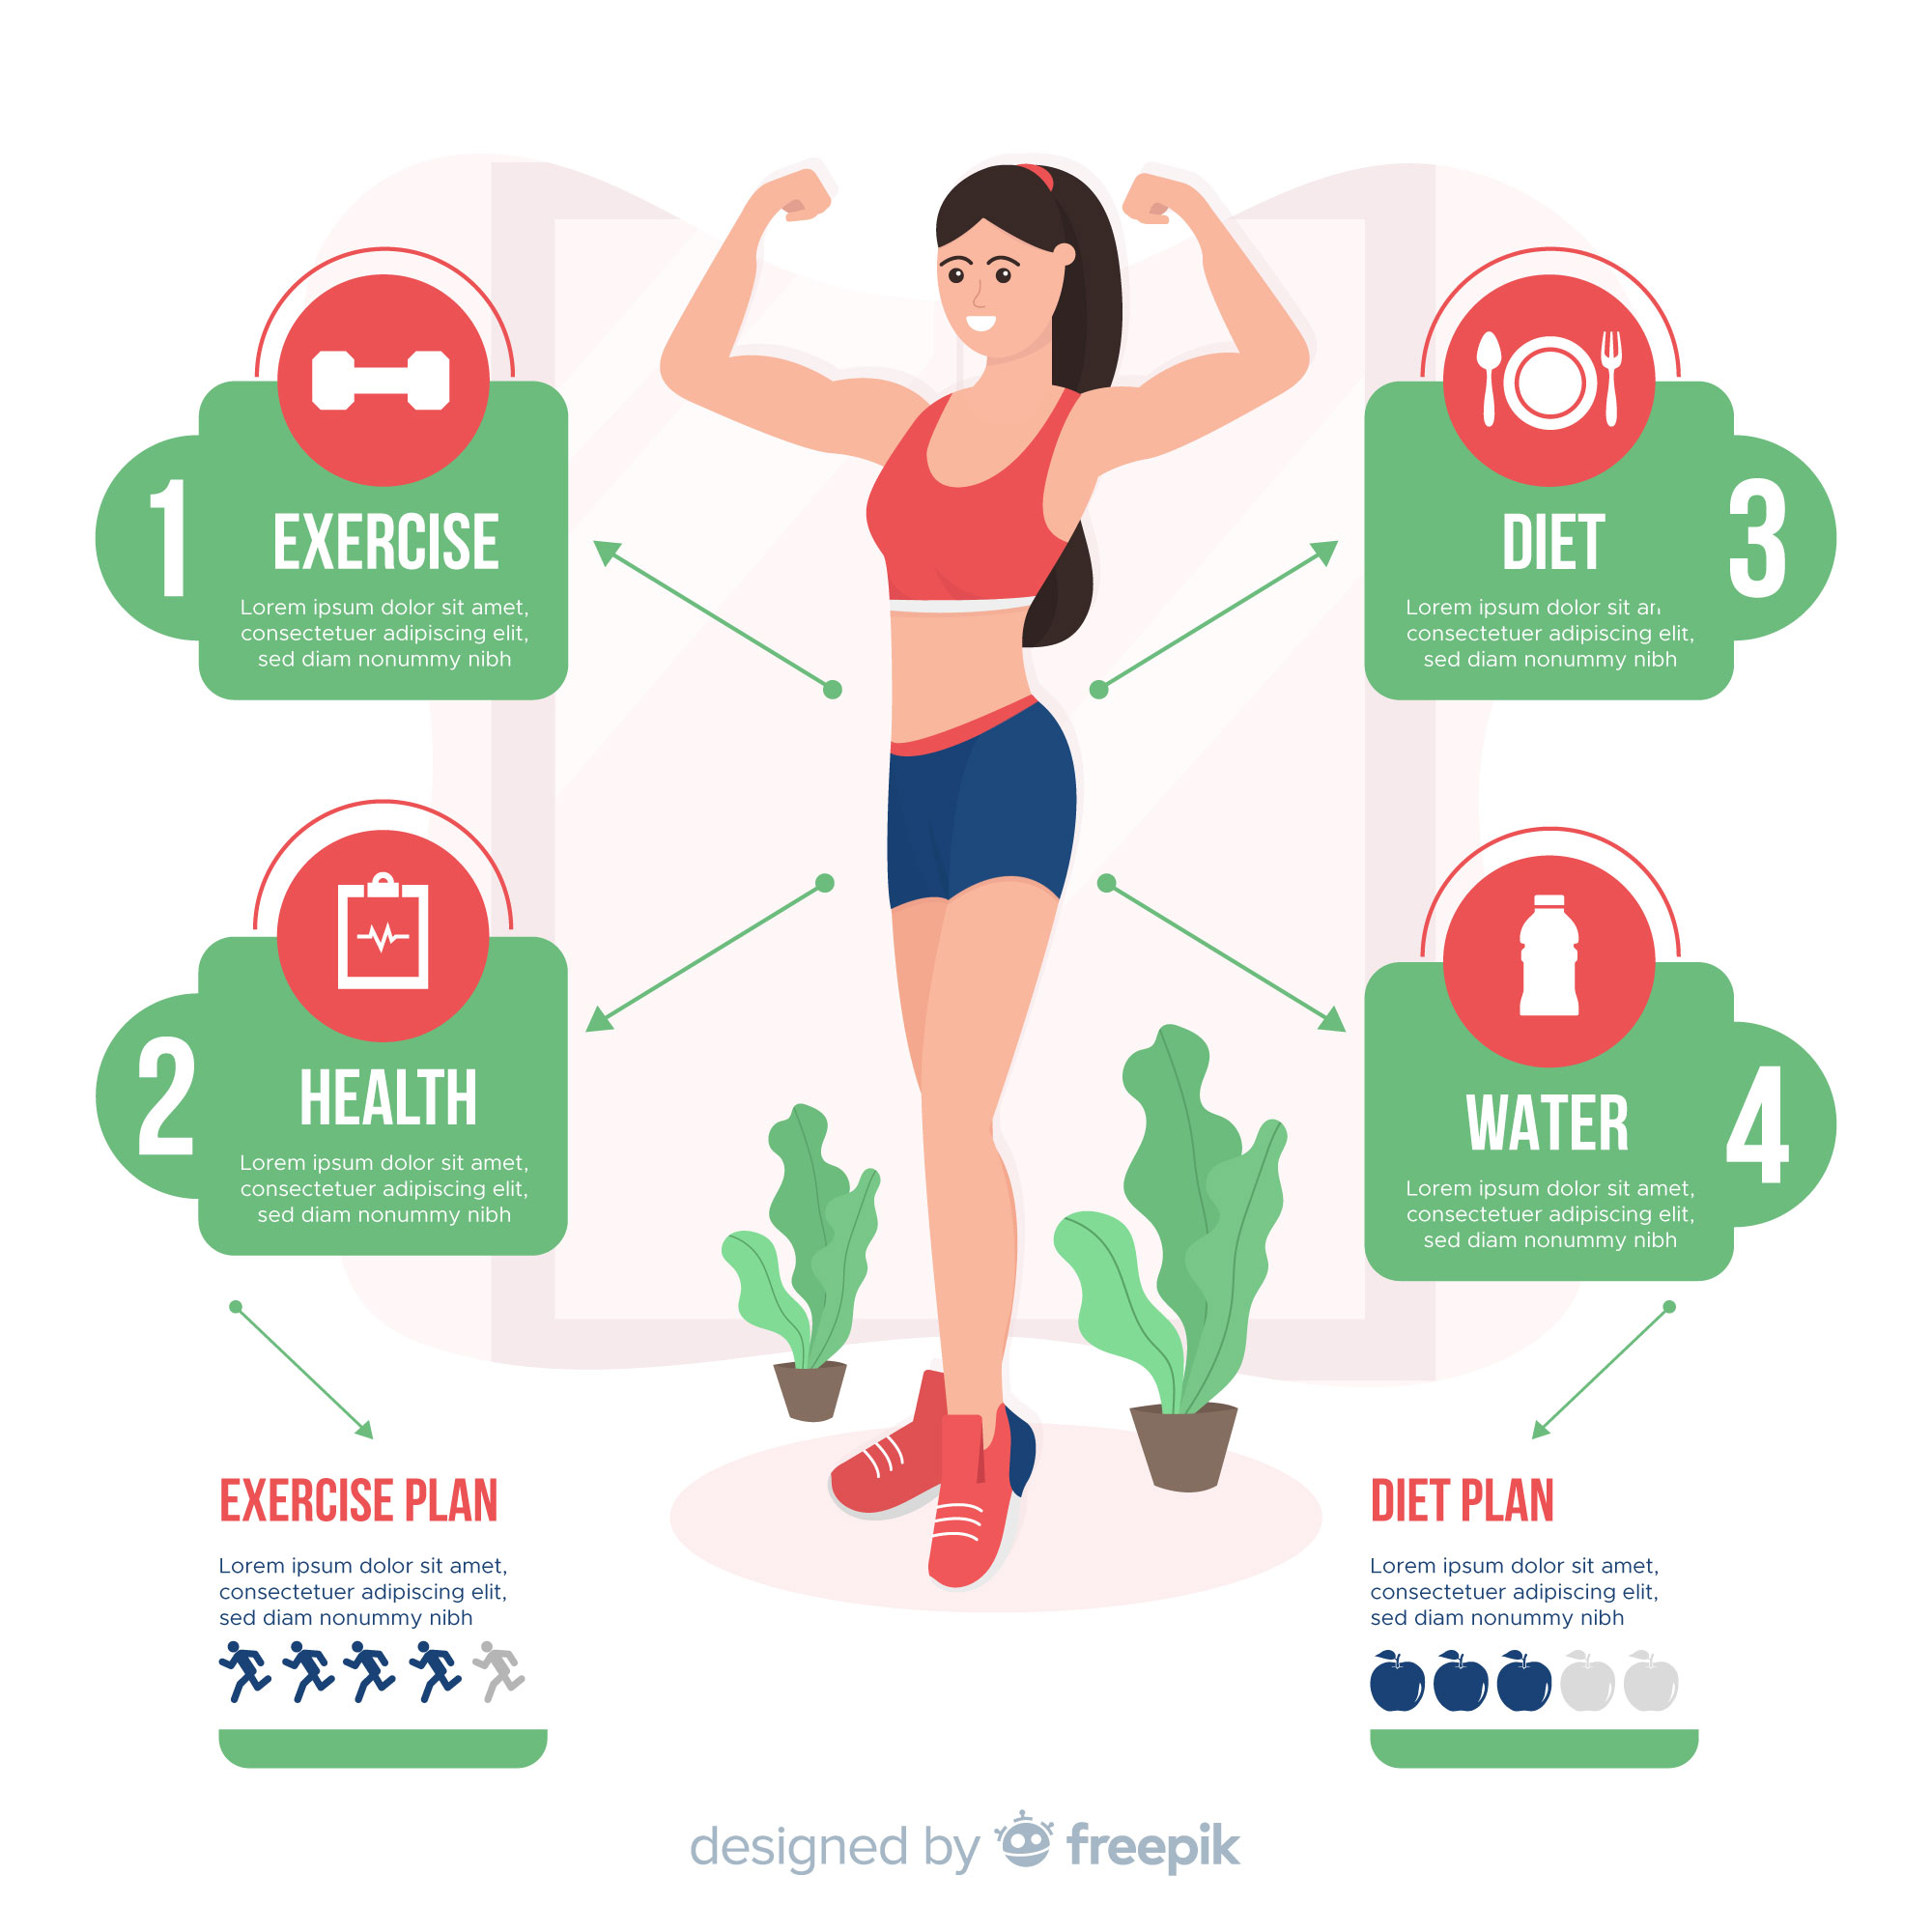 1
EXERCISE
Lorem ipsum dolor sit amet,
consectetuer adipiscing elit,
sed diam nonummy nibh
2
HEALTH
Lorem ipsum dolor sit amet,
consectetuer adipiscing elit,
sed diam nonummy nibh
3
DIET
Lorem ipsum dolor sit
consectetuer adipiscing elit,
sed diam nonummy nibh
4
WATER
Lorem ipsum dolor sit amet,
consectetuer adipiscing elit,
sed diam nonummy nibh
EXERCISE PLAN
Lorem ipsum dolor sit amet,
consectetuer adipiscing elit,
sed diam nonummy nibh
DIET PLAN
Lorem ipsum dolor sit amet,
consectetuer adipiscing elit,
sed diam nonummy nibh
designed by freepik